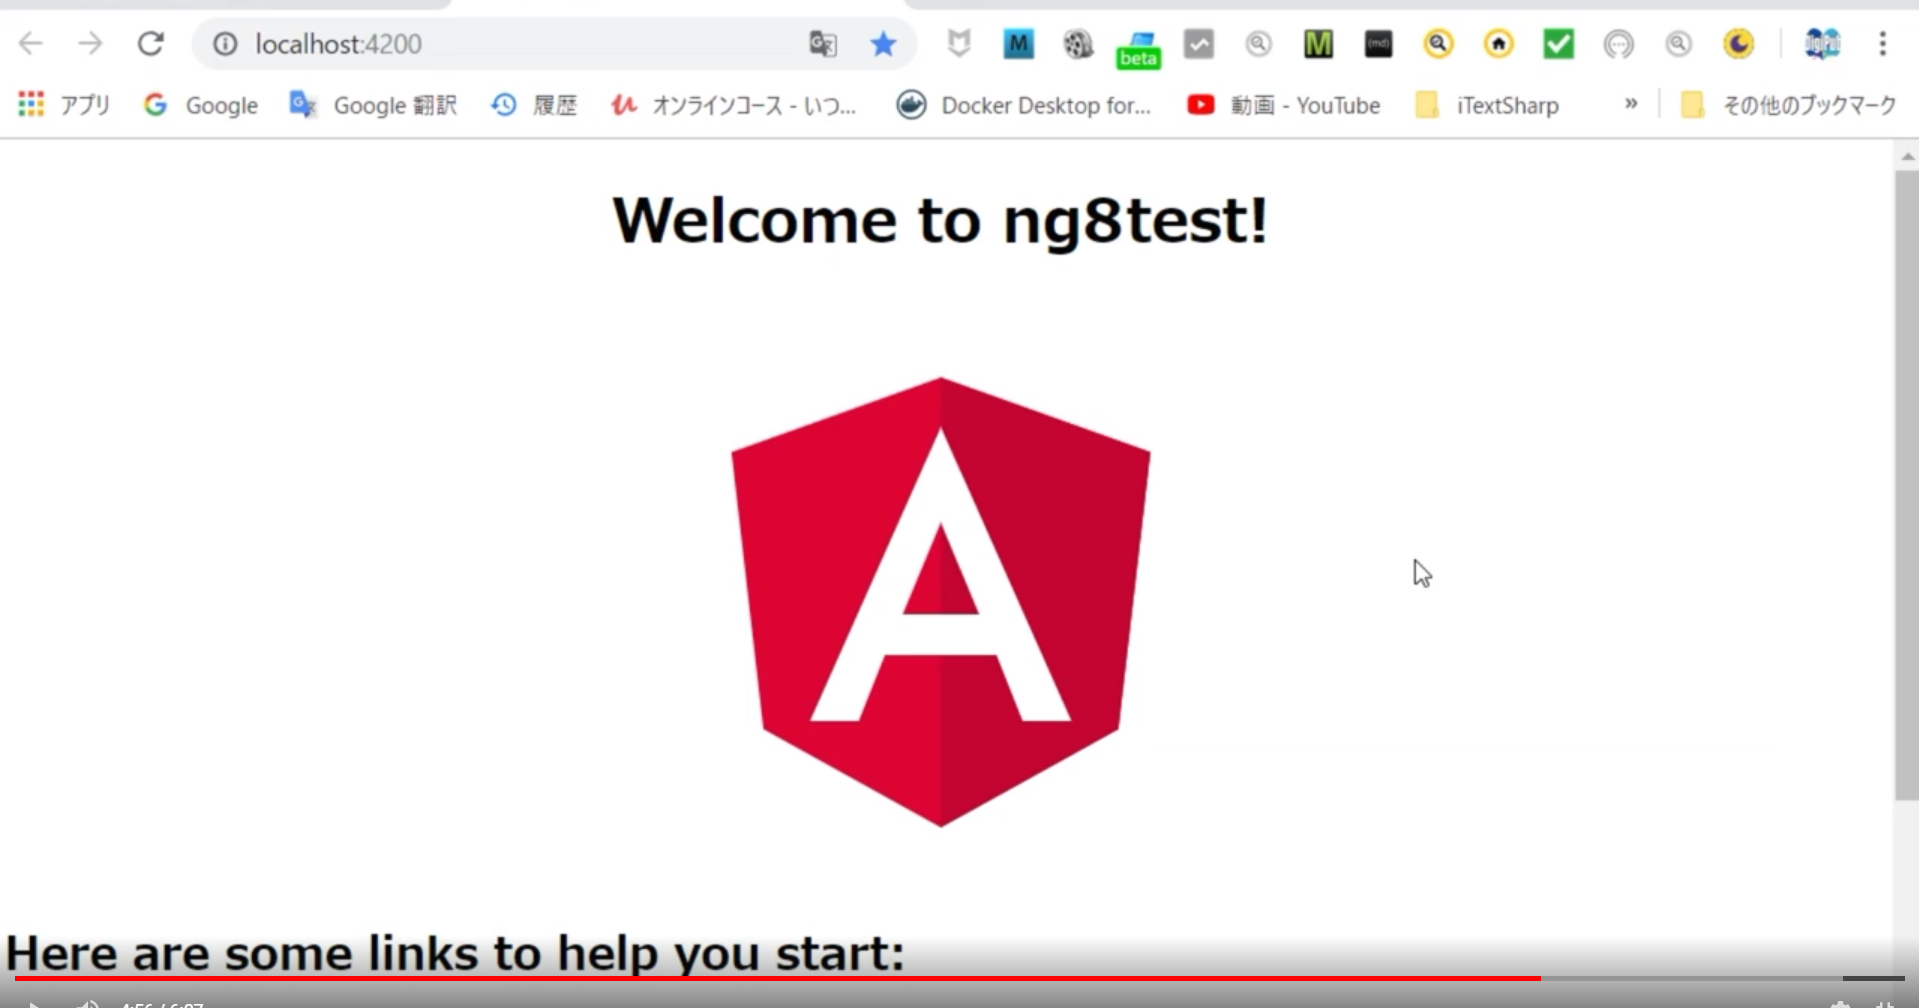 localhost:4200
M beta M (md) digiPub
アプリ Google Google 翻訳 履歴 オンラインコース - いつ... Docker Desktop for... 動画 - YouTube iTextSharp » その他のブックマーク
Welcome to ng8test!
A
Here are some links to help you start: